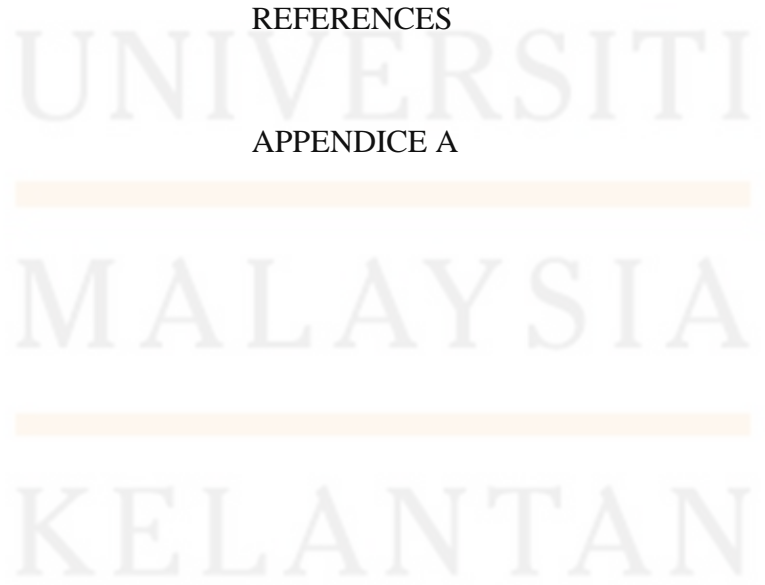 REFERENCES
UNIVERSITI
APPENDICE A
MALAYSIA
KELANTAN